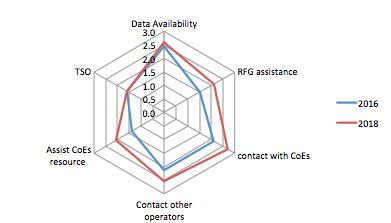 Data Availability
3.0
2.5
2.0
1.5
1.0
0.5
0.0
TSO
RFG assistance
2016
2018
Assist CoEs
resource
contact with CoEs
Contact other
operators